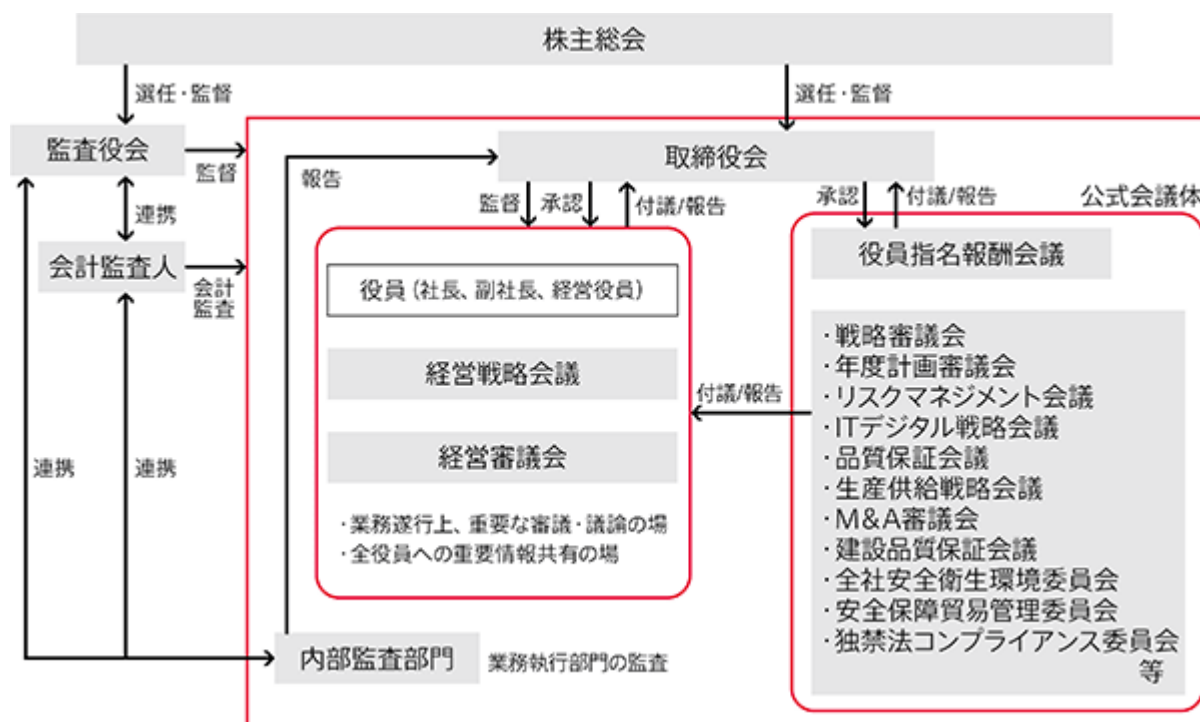 株主総会
選任・監督
選任・監督
監査役会
監督
取締役会
報告
連携
監督
承認
付議/報告
承認
付議/報告
公式会議体
会計監査人
会計
監査
役員(社長、副社長、経営役員)
経営戦略会議
経営審議会
・業務遂行上、重要な審議・議論の場
・全役員への重要情報共有の場
付議/報告
役員指名報酬会議
・戦略審議会
・年度計画審議会
・リスクマネジメント会議
・ITデジタル戦略会議
・品質保証会議
・生産供給戦略会議
・M&A審議会
・建設品質保証会議
・全社安全衛生環境委員会
・安全保障貿易管理委員会
・独禁法コンプライアンス委員会
等
連携
連携
内部監査部門
業務執行部門の監査